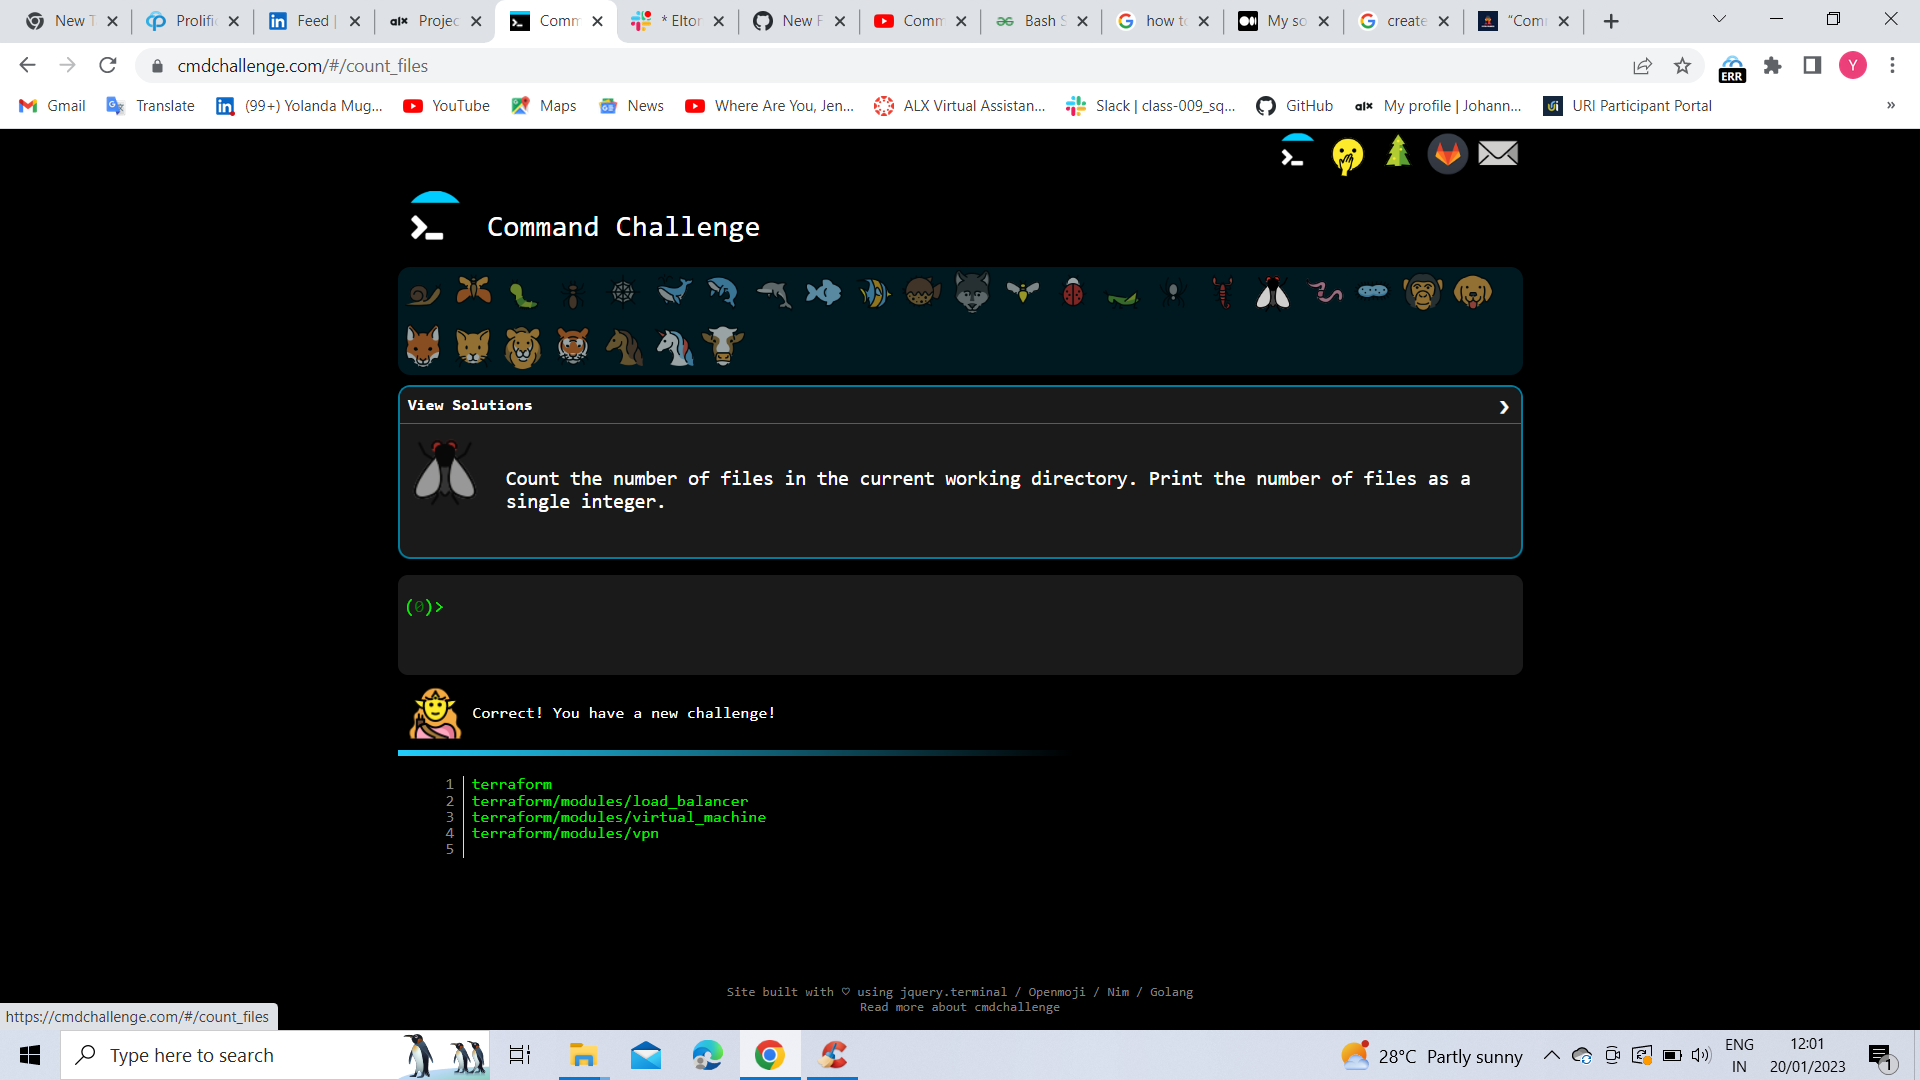 New T
Prolific
Feed |
alx Projec
Comm
* Eltor
New F
Comm
Bash S
how to
My so
create
"Comm
cmdchallenge.com/#/count_files
ERR
Y
Gmail
Translate
(99+) Yolanda Mug...
YouTube
Maps
News
Where Are You, Jen...
ALX Virtual Assistan...
Slack | class-009_sq...
GitHub
alx My profile | Johann...
URI Participant Portal
»
Command Challenge
View Solutions
Count the number of files in the current working directory. Print the number of files as a
single integer.
(0)>
Correct! You have a new challenge!
1 terraform
2 terraform/modules/load_balancer
3 terraform/modules/virtual_machine
4 terraform/modules/vpn
5
Site built with ♡ using jquery.terminal / Openmoji / Nim / Golang
Read more about cmdchallenge
https://cmdchallenge.com/#/count_files
Type here to search
28°C Partly sunny
ENG
IN
12:01
20/01/2023
1